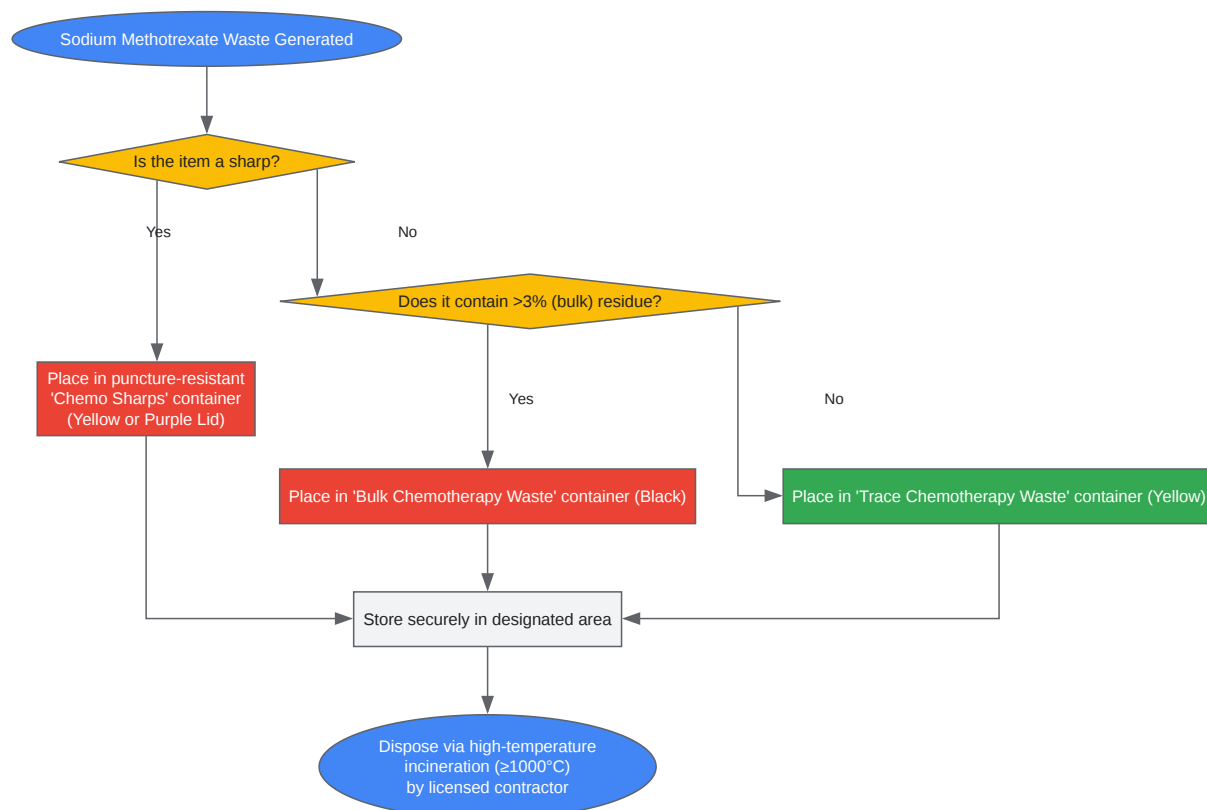 Sodium Methotrexate Waste Generated
Is the item a sharp?
Yes
No
Does it contain >3% (bulk) residue?
Place in puncture-resistant
'Chemo Sharps' container
(Yellow or Purple Lid)
Yes
No
Place in 'Bulk Chemotherapy Waste' container (Black)
Place in 'Trace Chemotherapy Waste' container (Yellow)
Store securely in designated area
Dispose via high-temperature
incineration (≥1000°C)
by licensed contractor